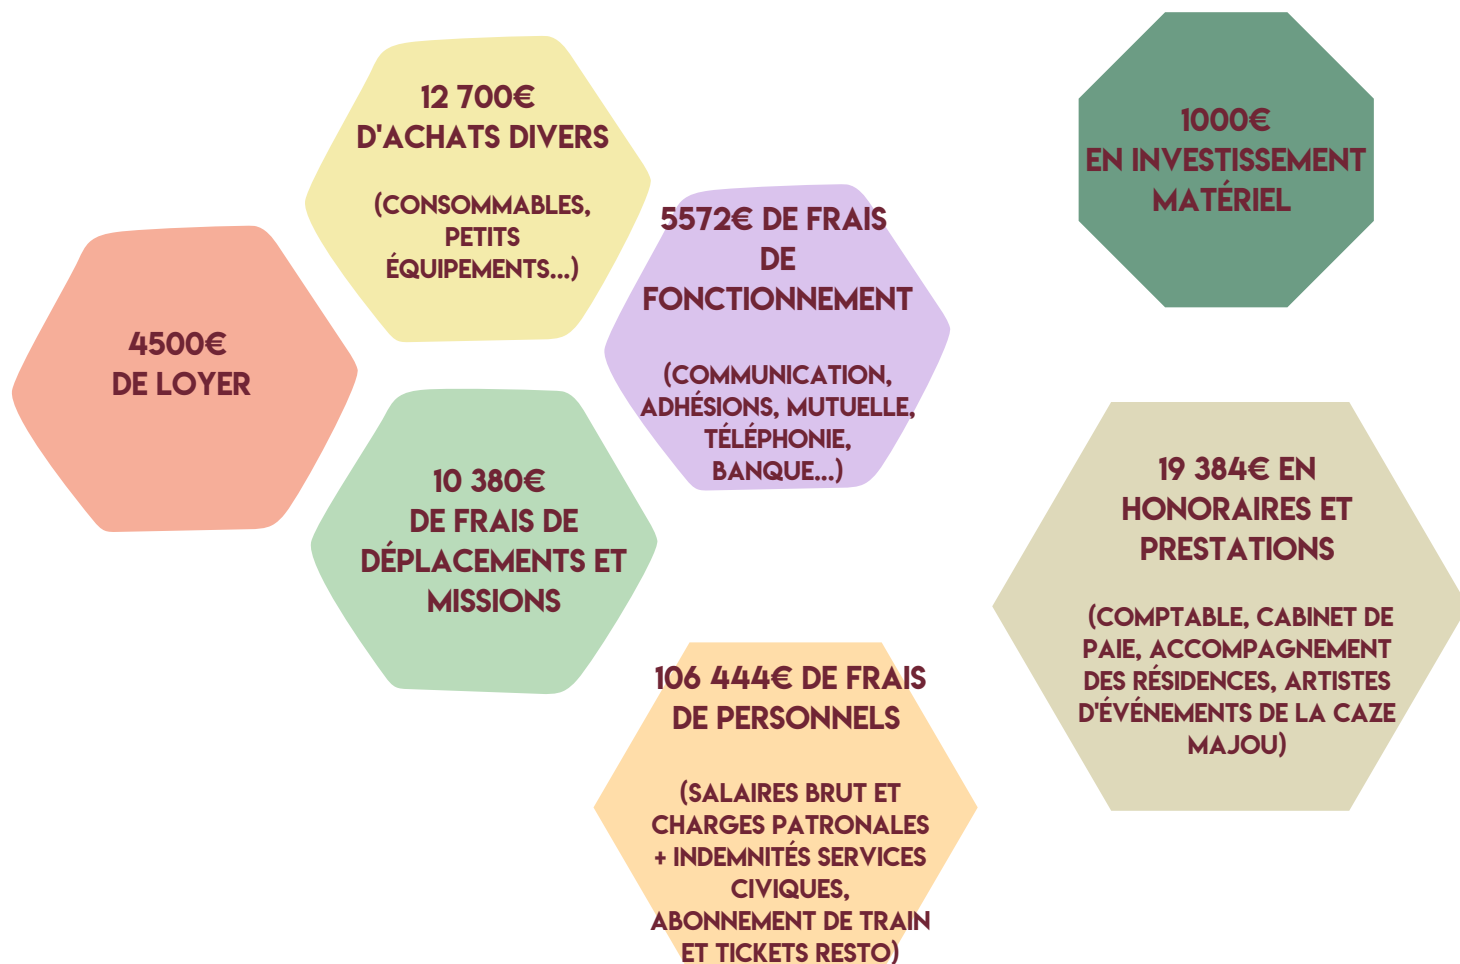 12 700€
D'ACHATS DIVERS
(CONSOMMABLES,
PETITS
ÉQUIPEMENTS...)
1000€
EN INVESTISSEMENT
MATÉRIEL
5572€ DE FRAIS
DE
FONCTIONNEMENT
(COMMUNICATION,
ADHÉSIONS, MUTUELLE,
TÉLÉPHONIE,
BANQUE...)
4500€
DE LOYER
10 380€
DE FRAIS DE
DÉPLACEMENTS ET
MISSIONS
19 384€ EN
HONORAIRES ET
PRESTATIONS
(COMPTABLE, CABINET DE
PAIE, ACCOMPAGNEMENT
DES RÉSIDENCES, ARTISTES
D'ÉVÉNEMENTS DE LA CAZE
MAJOU)
106 444€ DE FRAIS
DE PERSONNELS
(SALAIRES BRUT ET
CHARGES PATRONALES
+ INDEMNITÉS SERVICES
CIVIQUES,
ABONNEMENT DE TRAIN
ET TICKETS RESTO)